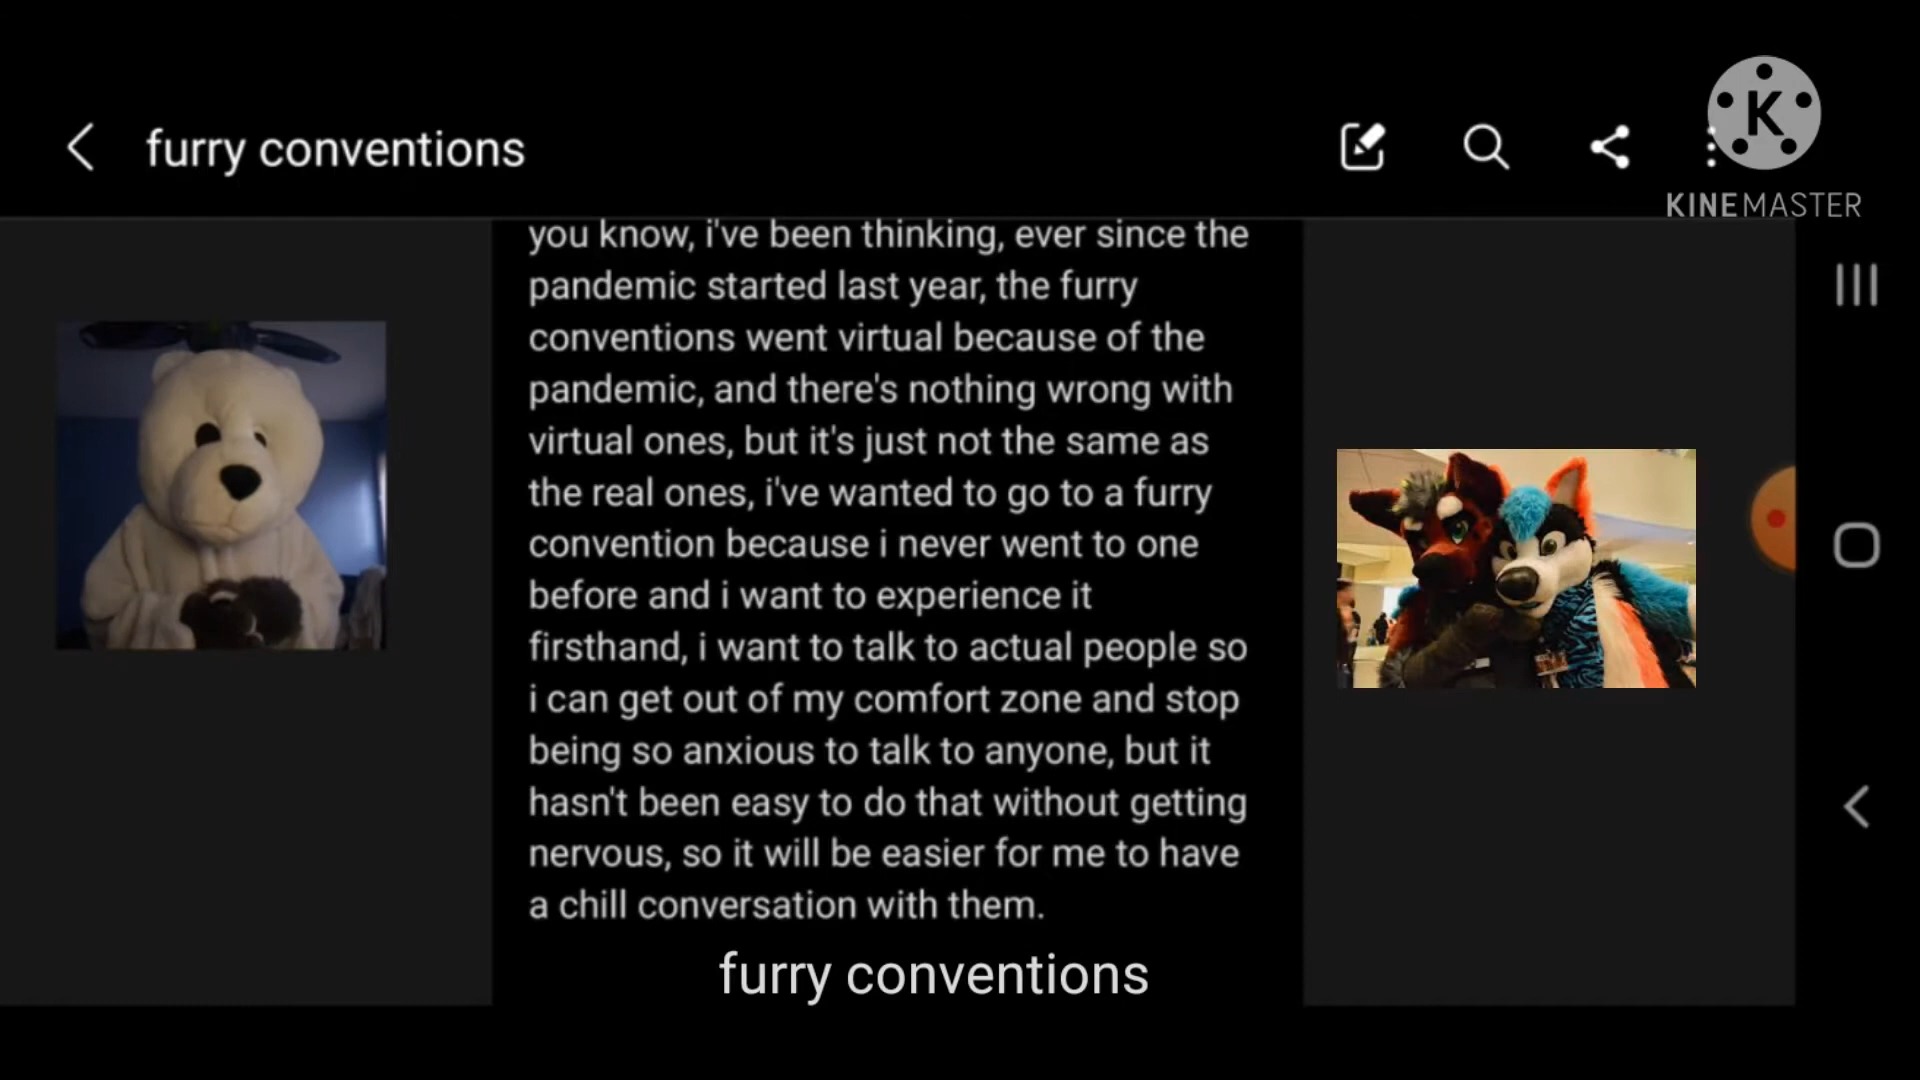 furry conventions
KINEMASTER
you know, i've been thinking, ever since the
pandemic started last year, the furry
conventions went virtual because of the
pandemic, and there's nothing wrong with
virtual ones, but it's just not the same as
the real ones, i've wanted to go to a furry
convention because i never went to one
before and i want to experience it
firsthand, i want to talk to actual people so
i can get out of my comfort zone and stop
being so anxious to talk to anyone, but it
hasn't been easy to do that without getting
nervous, so it will be easier for me to have
a chill conversation with them.
furry conventions